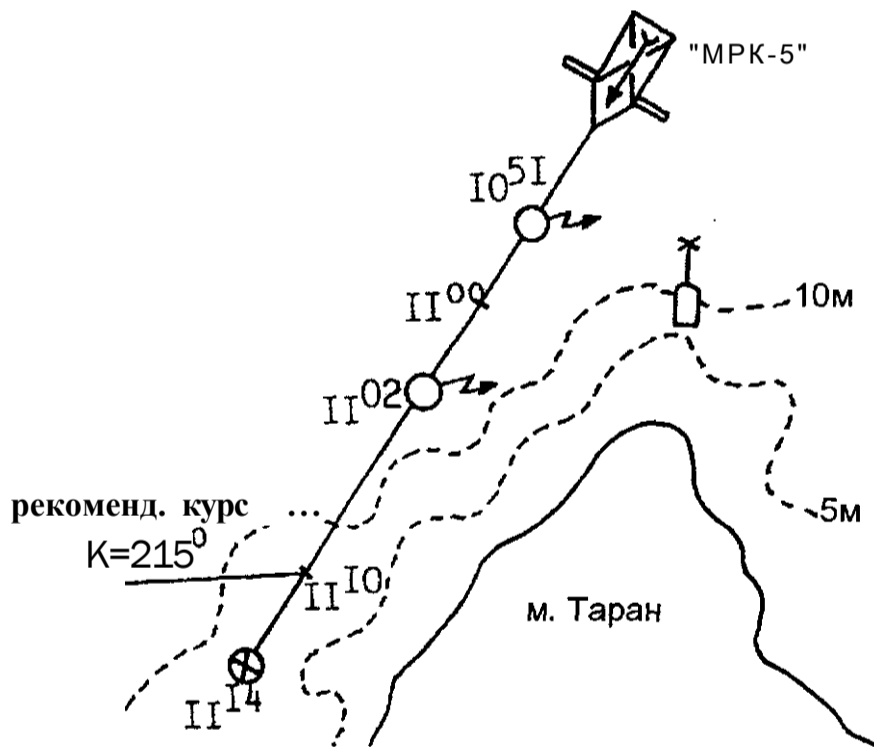 "МРК-5"
10⁵¹
11⁰⁰
10м
11⁰²
рекоменд. курс ...
5м
К=215⁰
11¹⁰
м. Таран
11¹⁴